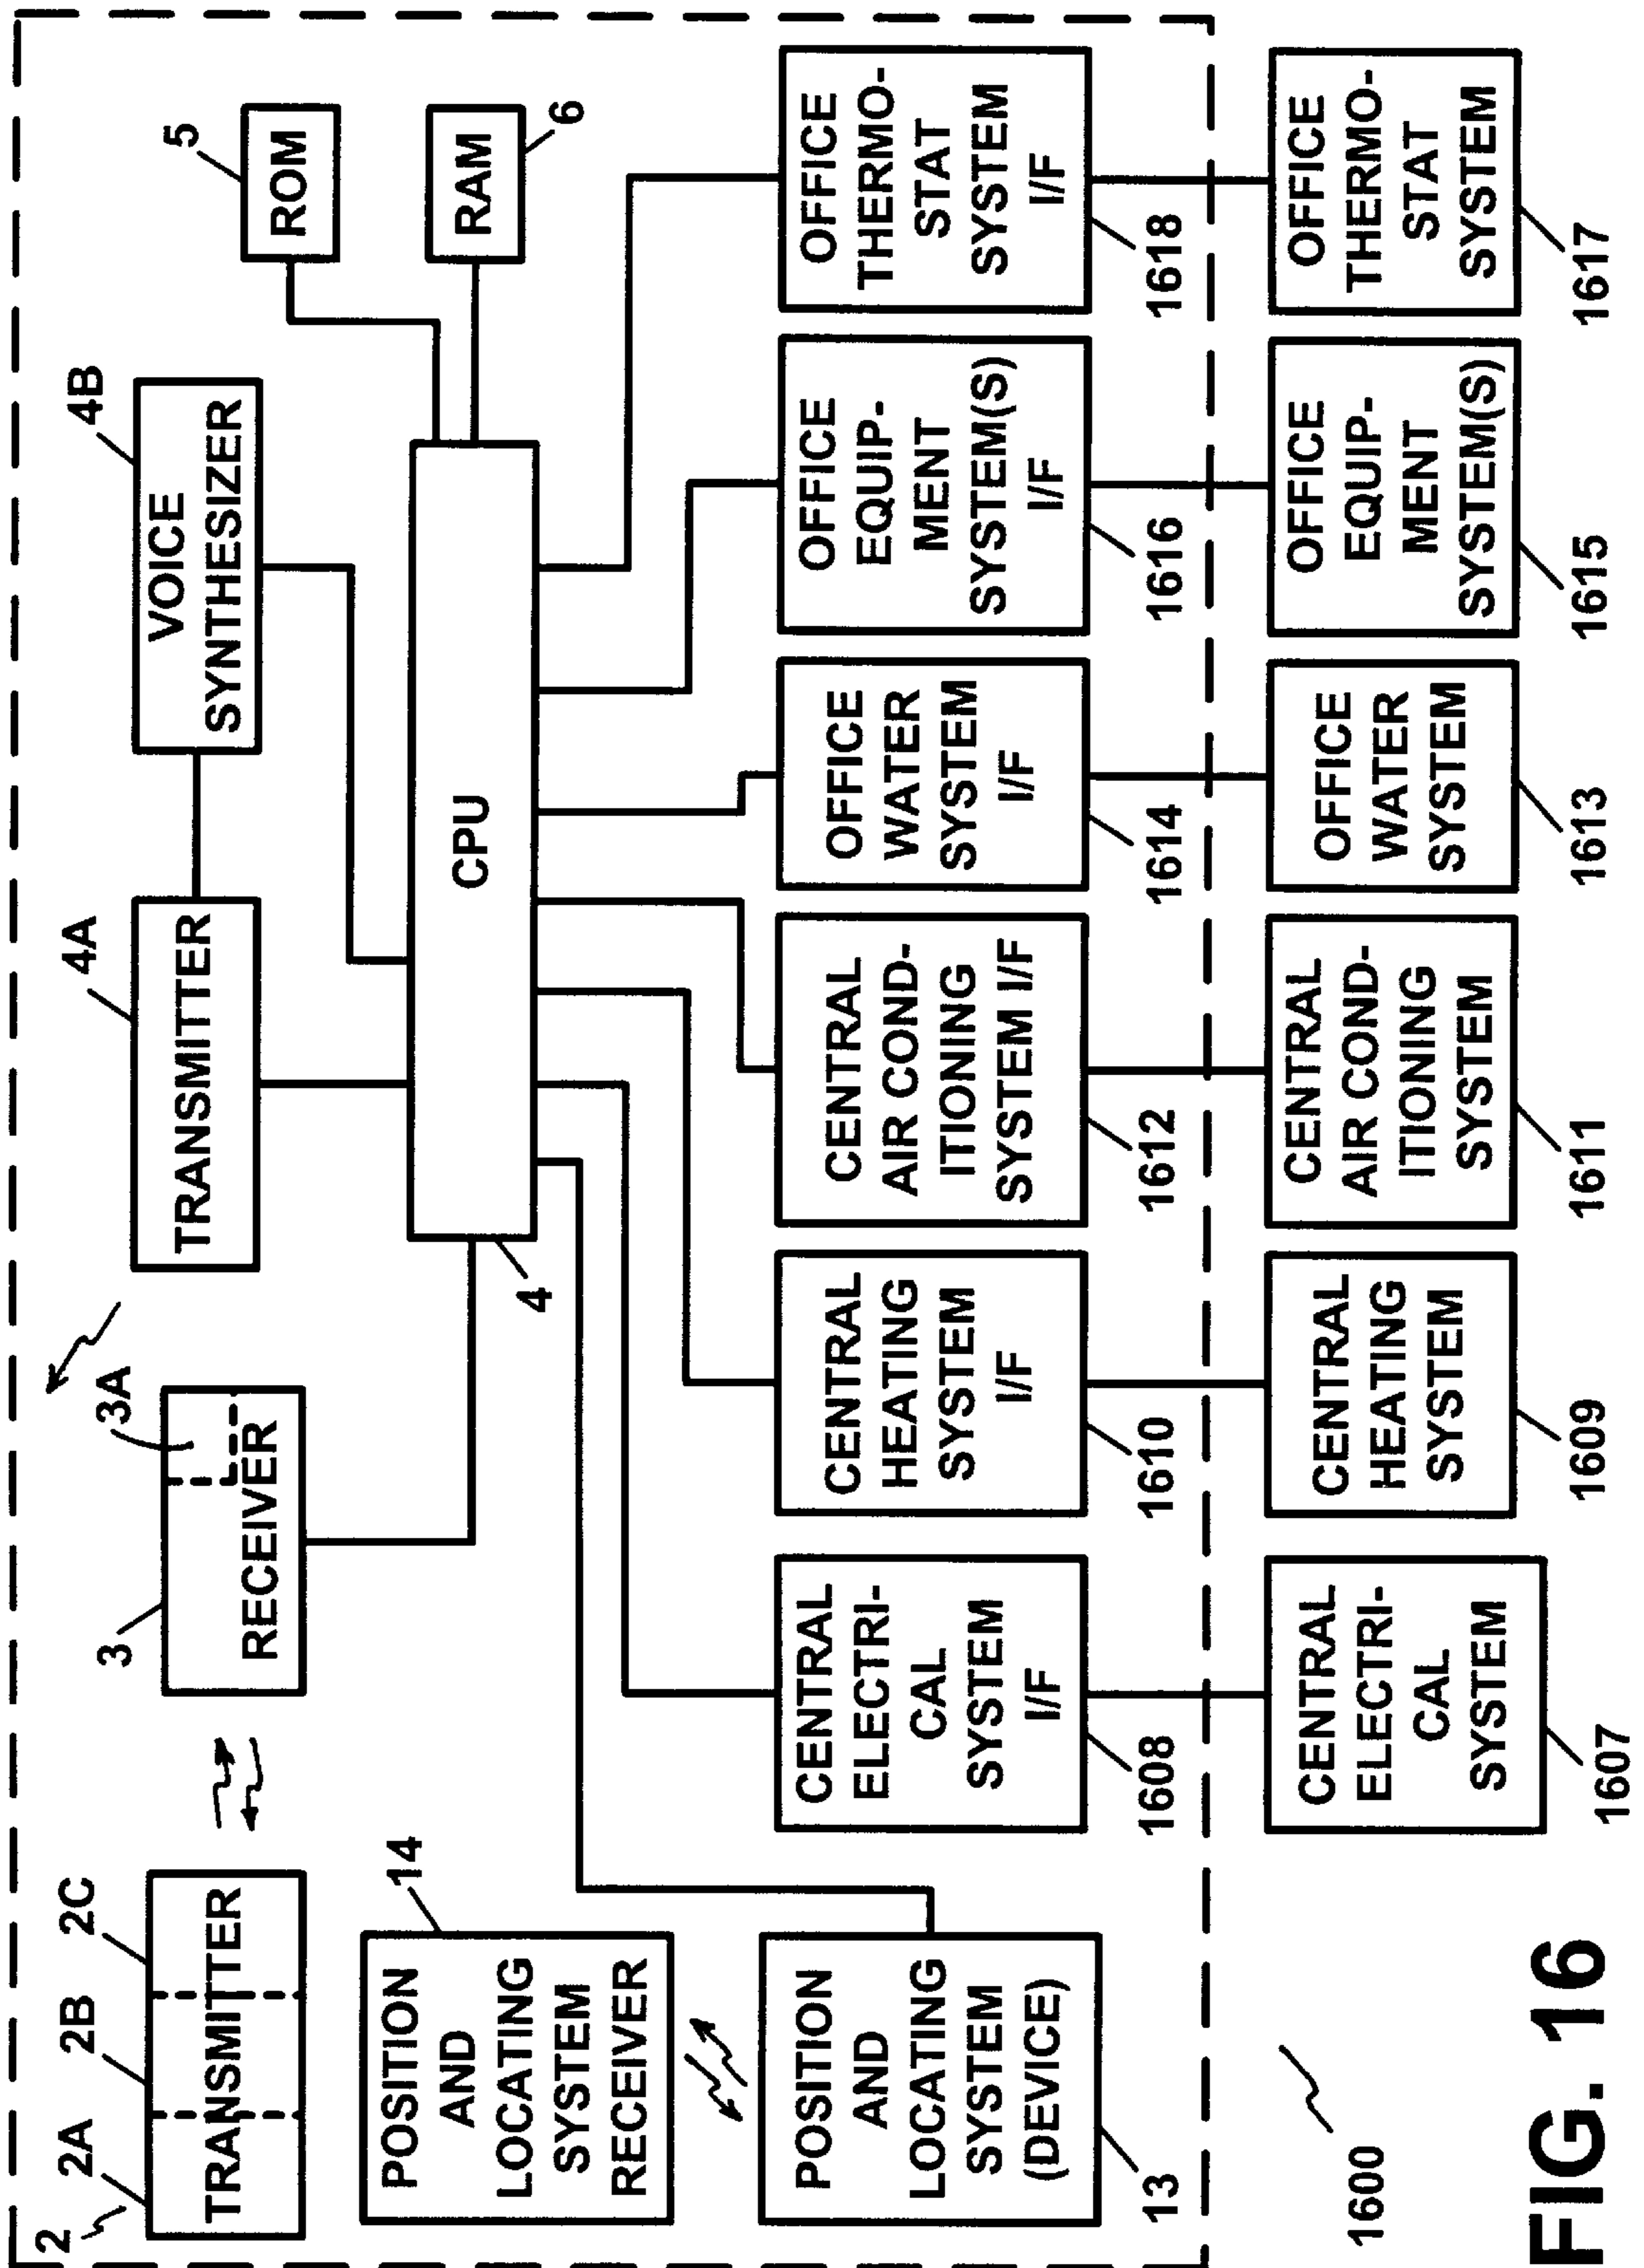 2
2A
2B
2C
TRANSMITTER
3
3A
RECEIVER
4A
TRANSMITTER
4B
VOICE
SYNTHESIZER
5
ROM
RAM
6
CPU
4
14
POSITION
AND
LOCATING
SYSTEM
RECEIVER
POSITION
AND
LOCATING
SYSTEM
(DEVICE)
13
CENTRAL
ELECTRI-
CAL
SYSTEM
I/F
1608
CENTRAL
HEATING
SYSTEM
I/F
1610
CENTRAL
AIR COND-
ITIONING
SYSTEM I/F
1612
OFFICE
WATER
SYSTEM
I/F
1614
OFFICE
EQUIP-
MENT
SYSTEM(S)
I/F
1616
OFFICE
THERMO-
STAT
SYSTEM
I/F
1618
CENTRAL
ELECTRI-
CAL
SYSTEM
1607
CENTRAL
HEATING
SYSTEM
1609
CENTRAL
AIR COND-
ITIONING
SYSTEM
1611
OFFICE
WATER
SYSTEM
1613
OFFICE
EQUIP-
MENT
SYSTEM(S)
1615
OFFICE
THERMO-
STAT
SYSTEM
1617
1600
FIG. 16